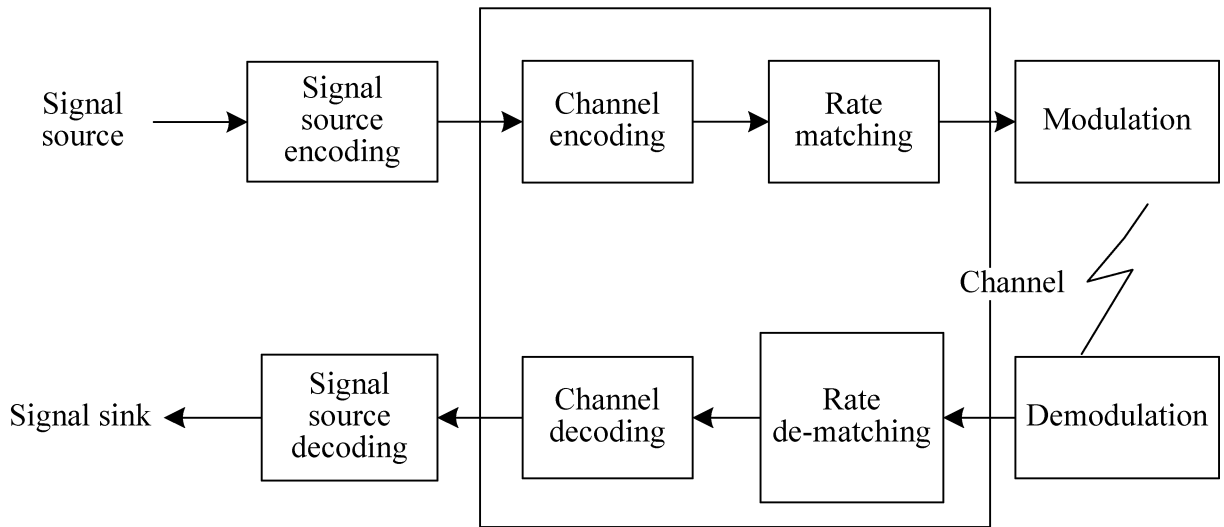 Signal
source
Signal
source
encoding
Channel
encoding
Rate
matching
Modulation
Channel
Signal sink
Signal
source
decoding
Channel
decoding
Rate
de-matching
Demodulation